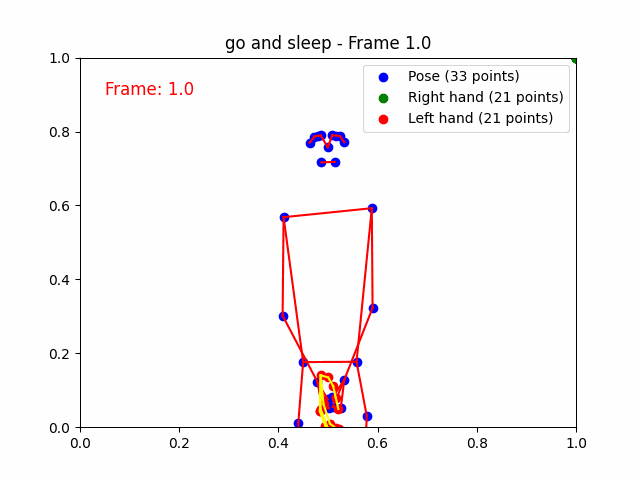 go and sleep - Frame 1.0
Frame: 1.0
Pose (33 points)
Right hand (21 points)
Left hand (21 points)
1.0
0.8
0.6
0.4
0.2
0.0
0.0 0.2 0.4 0.6 0.8 1.0